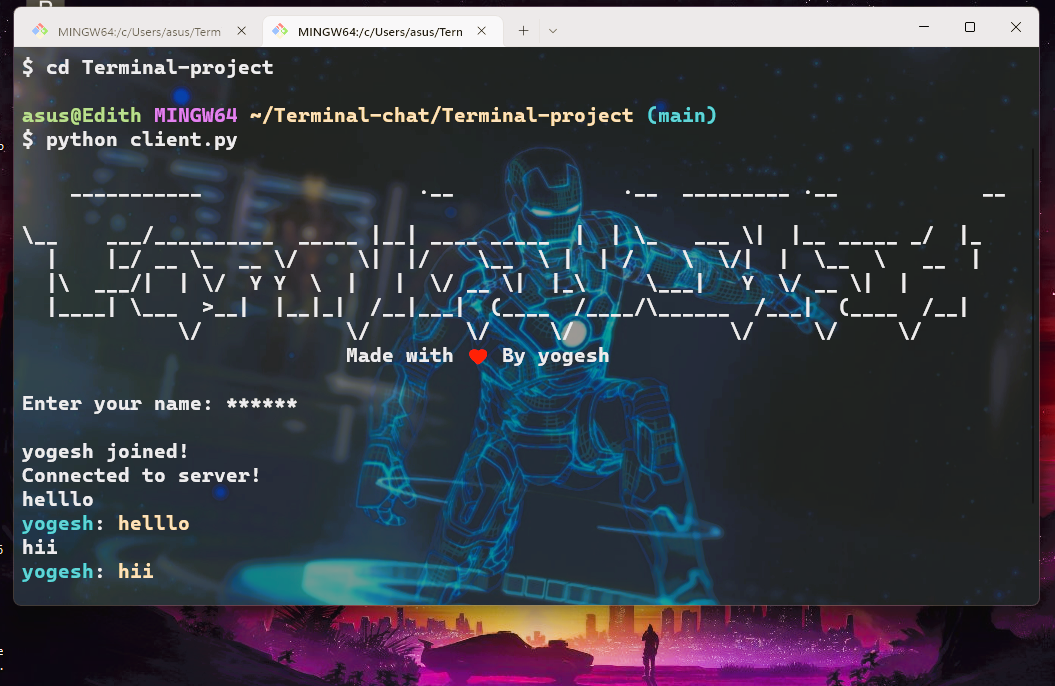 MINGW64:/c/Users/asus/Term
MINGW64:/c/Users/asus/Tern
$ cd Terminal-project
asus@Edith MINGW64 ~/Terminal-chat/Terminal-project (main)
$ python client.py
Made with ❤ By yogesh
Enter your name: ******
yogesh joined!
Connected to server!
helllo
yogesh: helllo
hii
yogesh: hii